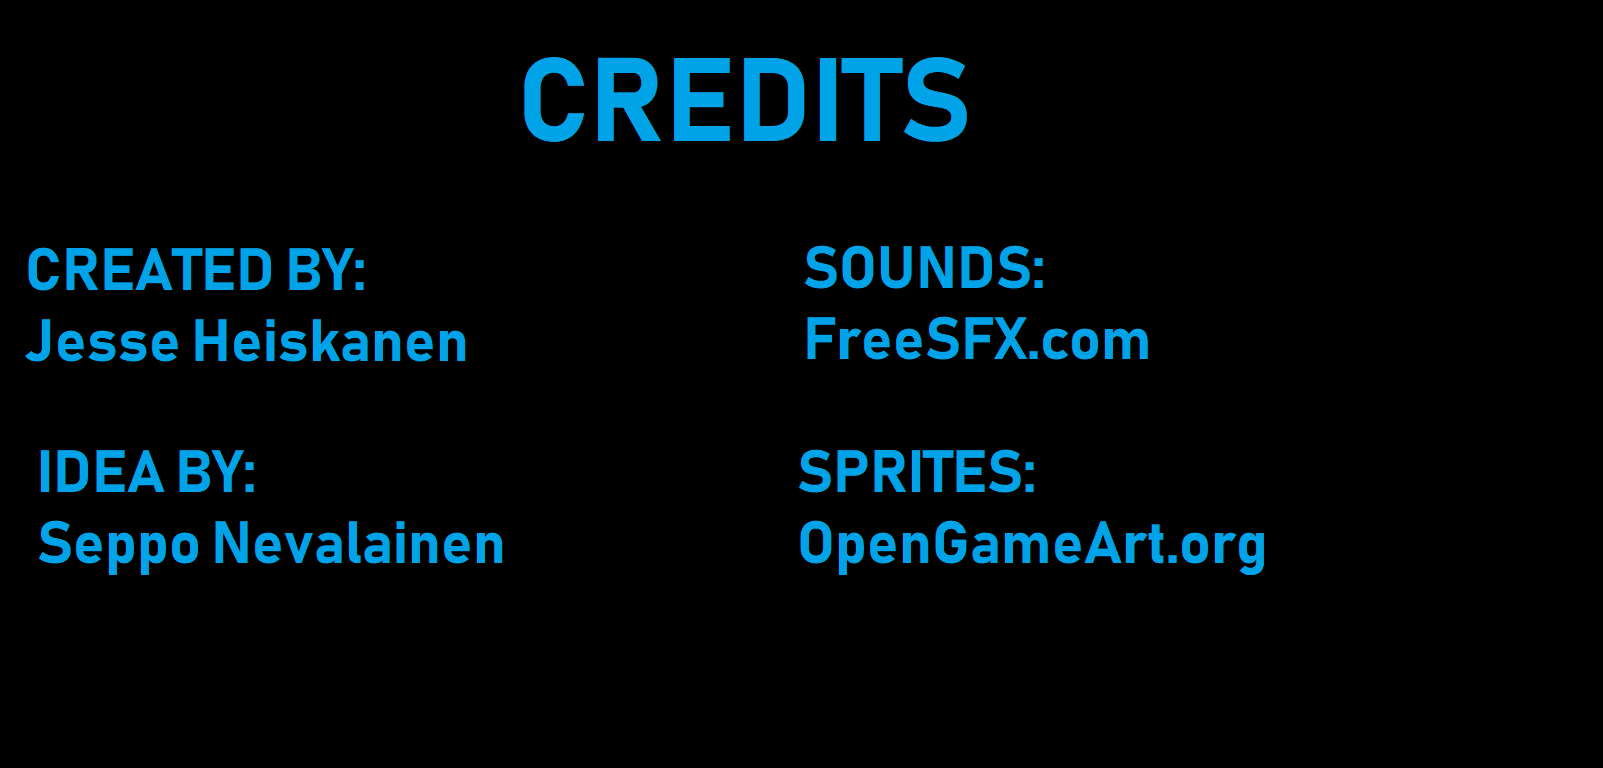 CREDITS
CREATED BY:
Jesse Heiskanen
IDEA BY:
Seppo Nevalainen
SOUNDS:
FreeSFX.com
SPRITES:
OpenGameArt.org